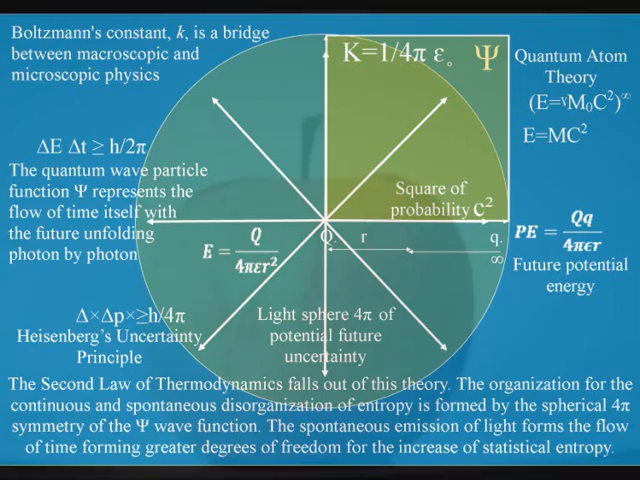 Boltzmann's constant, k, is a bridge
between macroscopic and
microscopic physics
K=1/4π ε。
Ψ
Quantum Atom
Theory
(E=ˠM₀C²)∞
E=MC²
ΔE Δt ≥ h/2π
The quantum wave particle
function Ψ represents the
flow of time itself with
the future unfolding
photon by photon
Square of
probability c²
Q.
r
q.
∞
E = Q/4πεr²
PE = Qq/4πϵr
Future potential
energy
Δ×Δp×≥h/4π
Heisenberg's Uncertainty
Principle
Light sphere 4π of
potential future
uncertainty
The Second Law of Thermodynamics falls out of this theory. The organization for the
continuous and spontaneous disorganization of entropy is formed by the spherical 4π
symmetry of the Ψ wave function. The spontaneous emission of light forms the flow
of time forming greater degrees of freedom for the increase of statistical entropy.